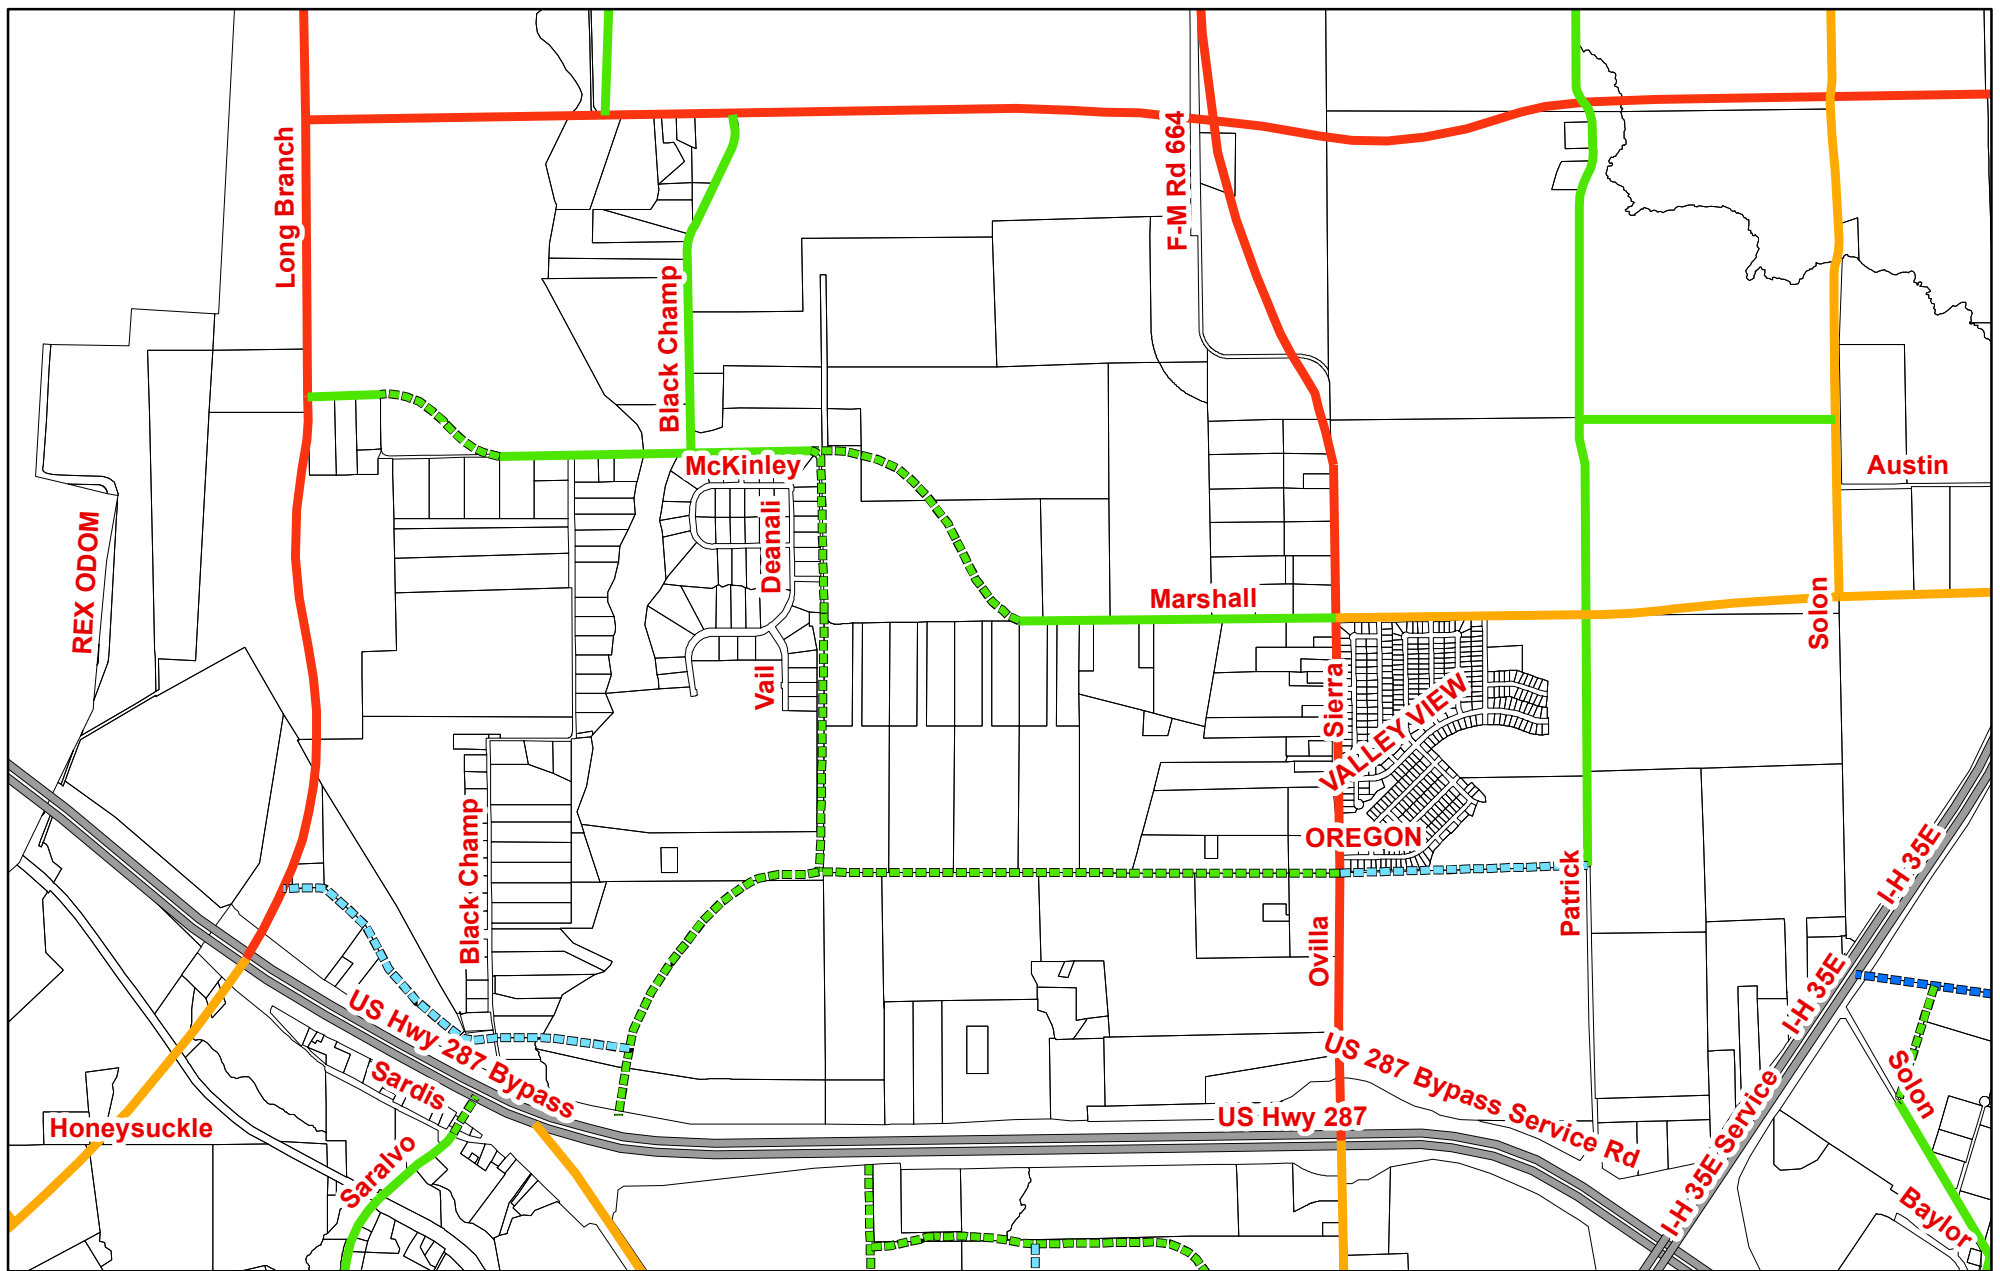 F-M Rd 664
Long Branch
Black Champ
McKinley
Austin
Deanali
REX ODOM
Marshall
Solon
Vail
Sierra
VALLEY VIEW
OREGON
Black Champ
Patrick
I-H 35E
Ovilla
I-H 35E
US Hwy 287 Bypass
US 287 Bypass Service Rd
Sardis
Solon
US Hwy 287
Honeysuckle
I-H 35E Service
Saralvo
Baylor